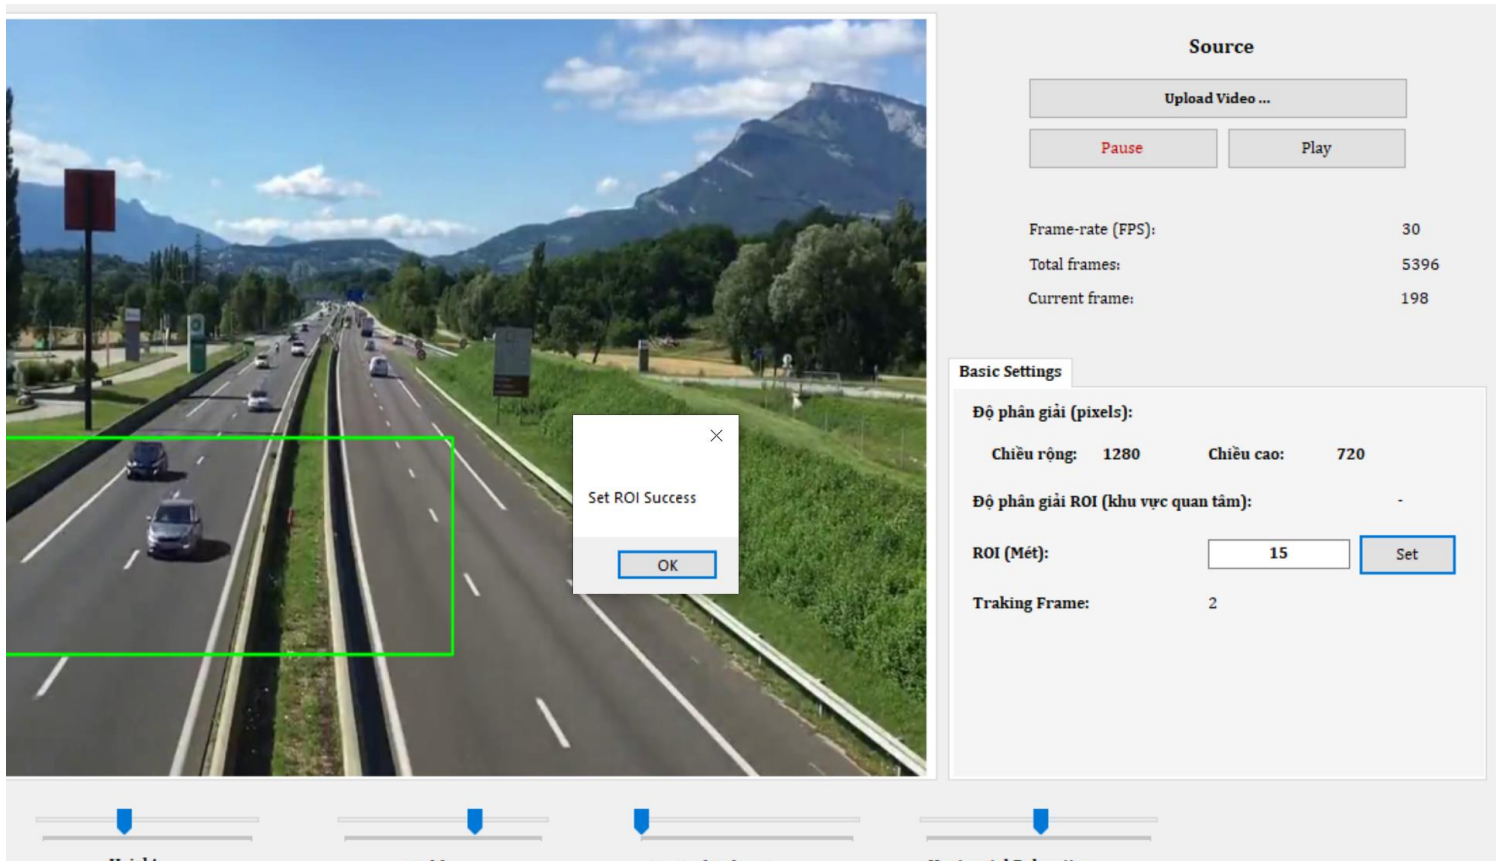 Source
Upload Video ...
Pause
Play
Frame-rate (FPS):
30
Total frames:
5396
Current frame:
198
Basic Settings
Độ phân giải (pixels):
Chiều rộng:
1280
Chiều cao:
720
Độ phân giải ROI (khu vực quan tâm):
-
ROI (Mét):
15
Set
Traking Frame:
2
Set ROI Success
OK